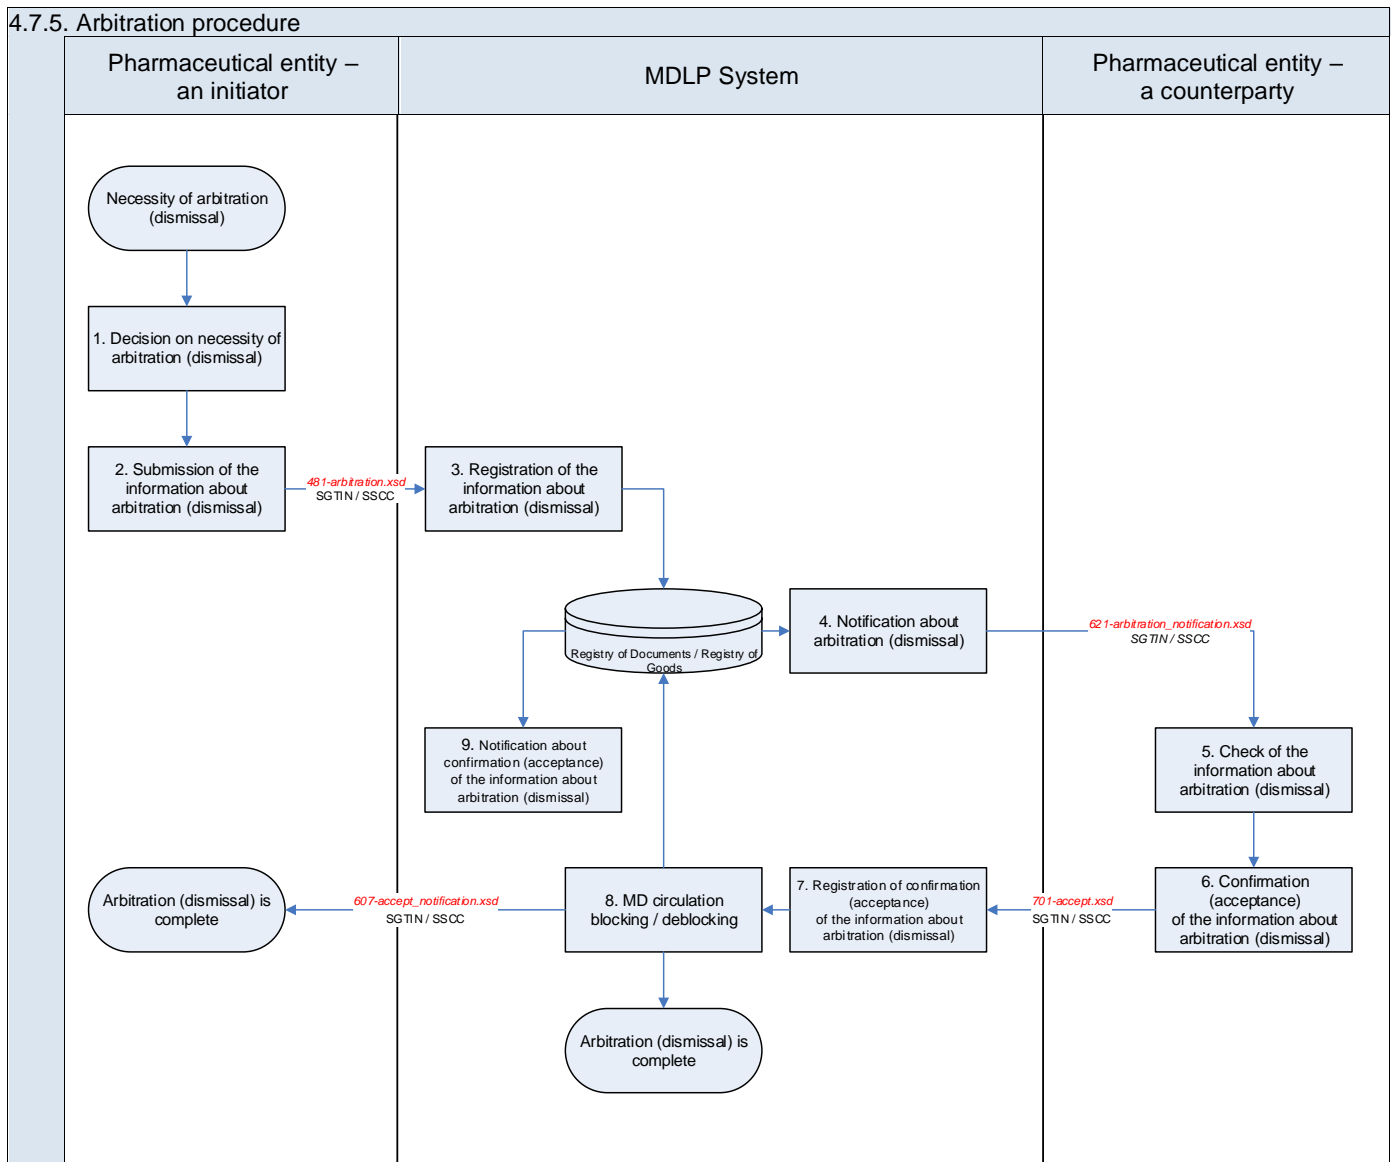 4.7.5. Arbitration procedure
Pharmaceutical entity –
an initiator
MDLP System
Pharmaceutical entity –
a counterparty
Necessity of arbitration
(dismissal)
1. Decision on necessity of
arbitration (dismissal)
2. Submission of the
information about
arbitration (dismissal)
481-arbitration.xsd
SGTIN / SSCC
3. Registration of the
information about
arbitration (dismissal)
Registry of Documents / Registry of
Goods
4. Notification about
arbitration (dismissal)
621-arbitration_notification.xsd
SGTIN / SSCC
9. Notification about
confirmation (acceptance)
of the information about
arbitration (dismissal)
5. Check of the
information about
arbitration (dismissal)
Arbitration (dismissal) is
complete
607-accept_notification.xsd
SGTIN / SSCC
8. MD circulation
blocking / deblocking
7. Registration of confirmation
(acceptance)
of the information about
arbitration (dismissal)
701-accept.xsd
SGTIN / SSCC
6. Confirmation
(acceptance)
of the information about
arbitration (dismissal)
Arbitration (dismissal) is
complete